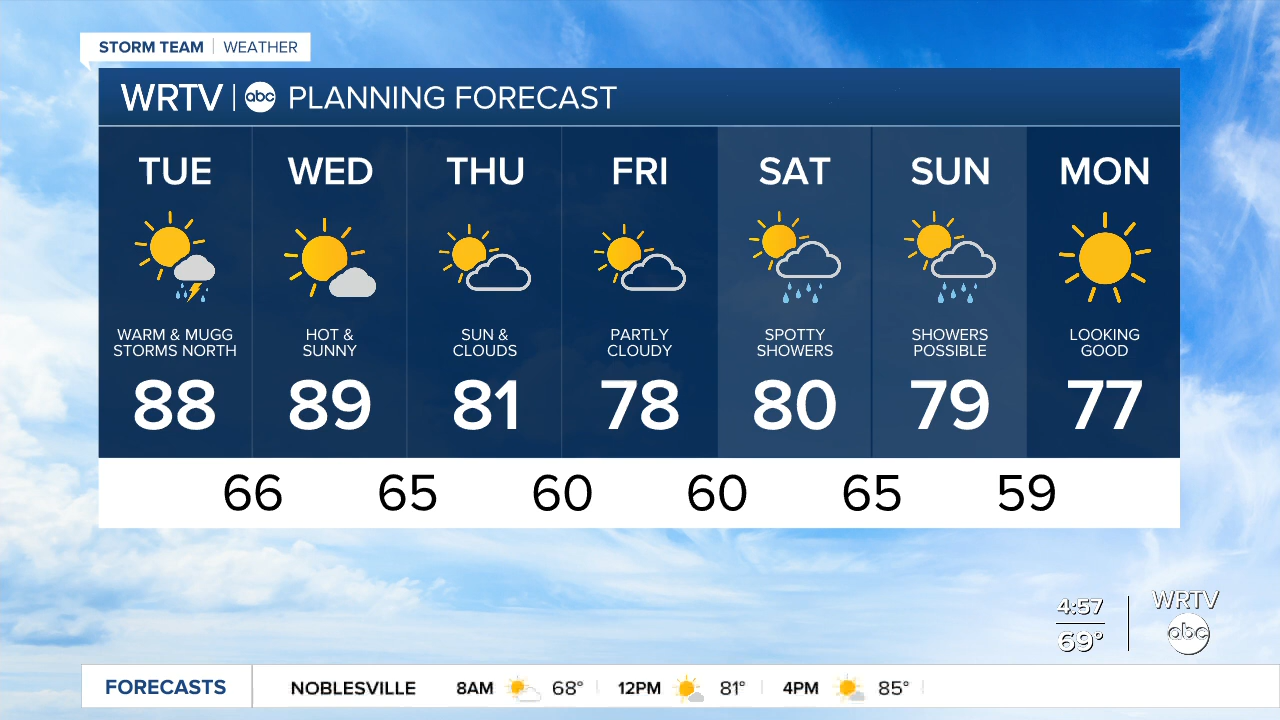 STORM TEAM | WEATHER
WRTV | abc PLANNING FORECAST
TUE WED THU FRI SAT SUN MON
WARM & MUGG HOT & SUN & PARTLY SPOTTY SHOWERS LOOKING
STORMS NORTH SUNNY CLOUDS CLOUDY SHOWERS POSSIBLE GOOD
88 89 81 78 80 79 77
66 65 60 60 65 59
4:57 WRTV
69° abc
FORECASTS NOBLESVILLE 8AM 68° 12PM 81° 4PM 85°